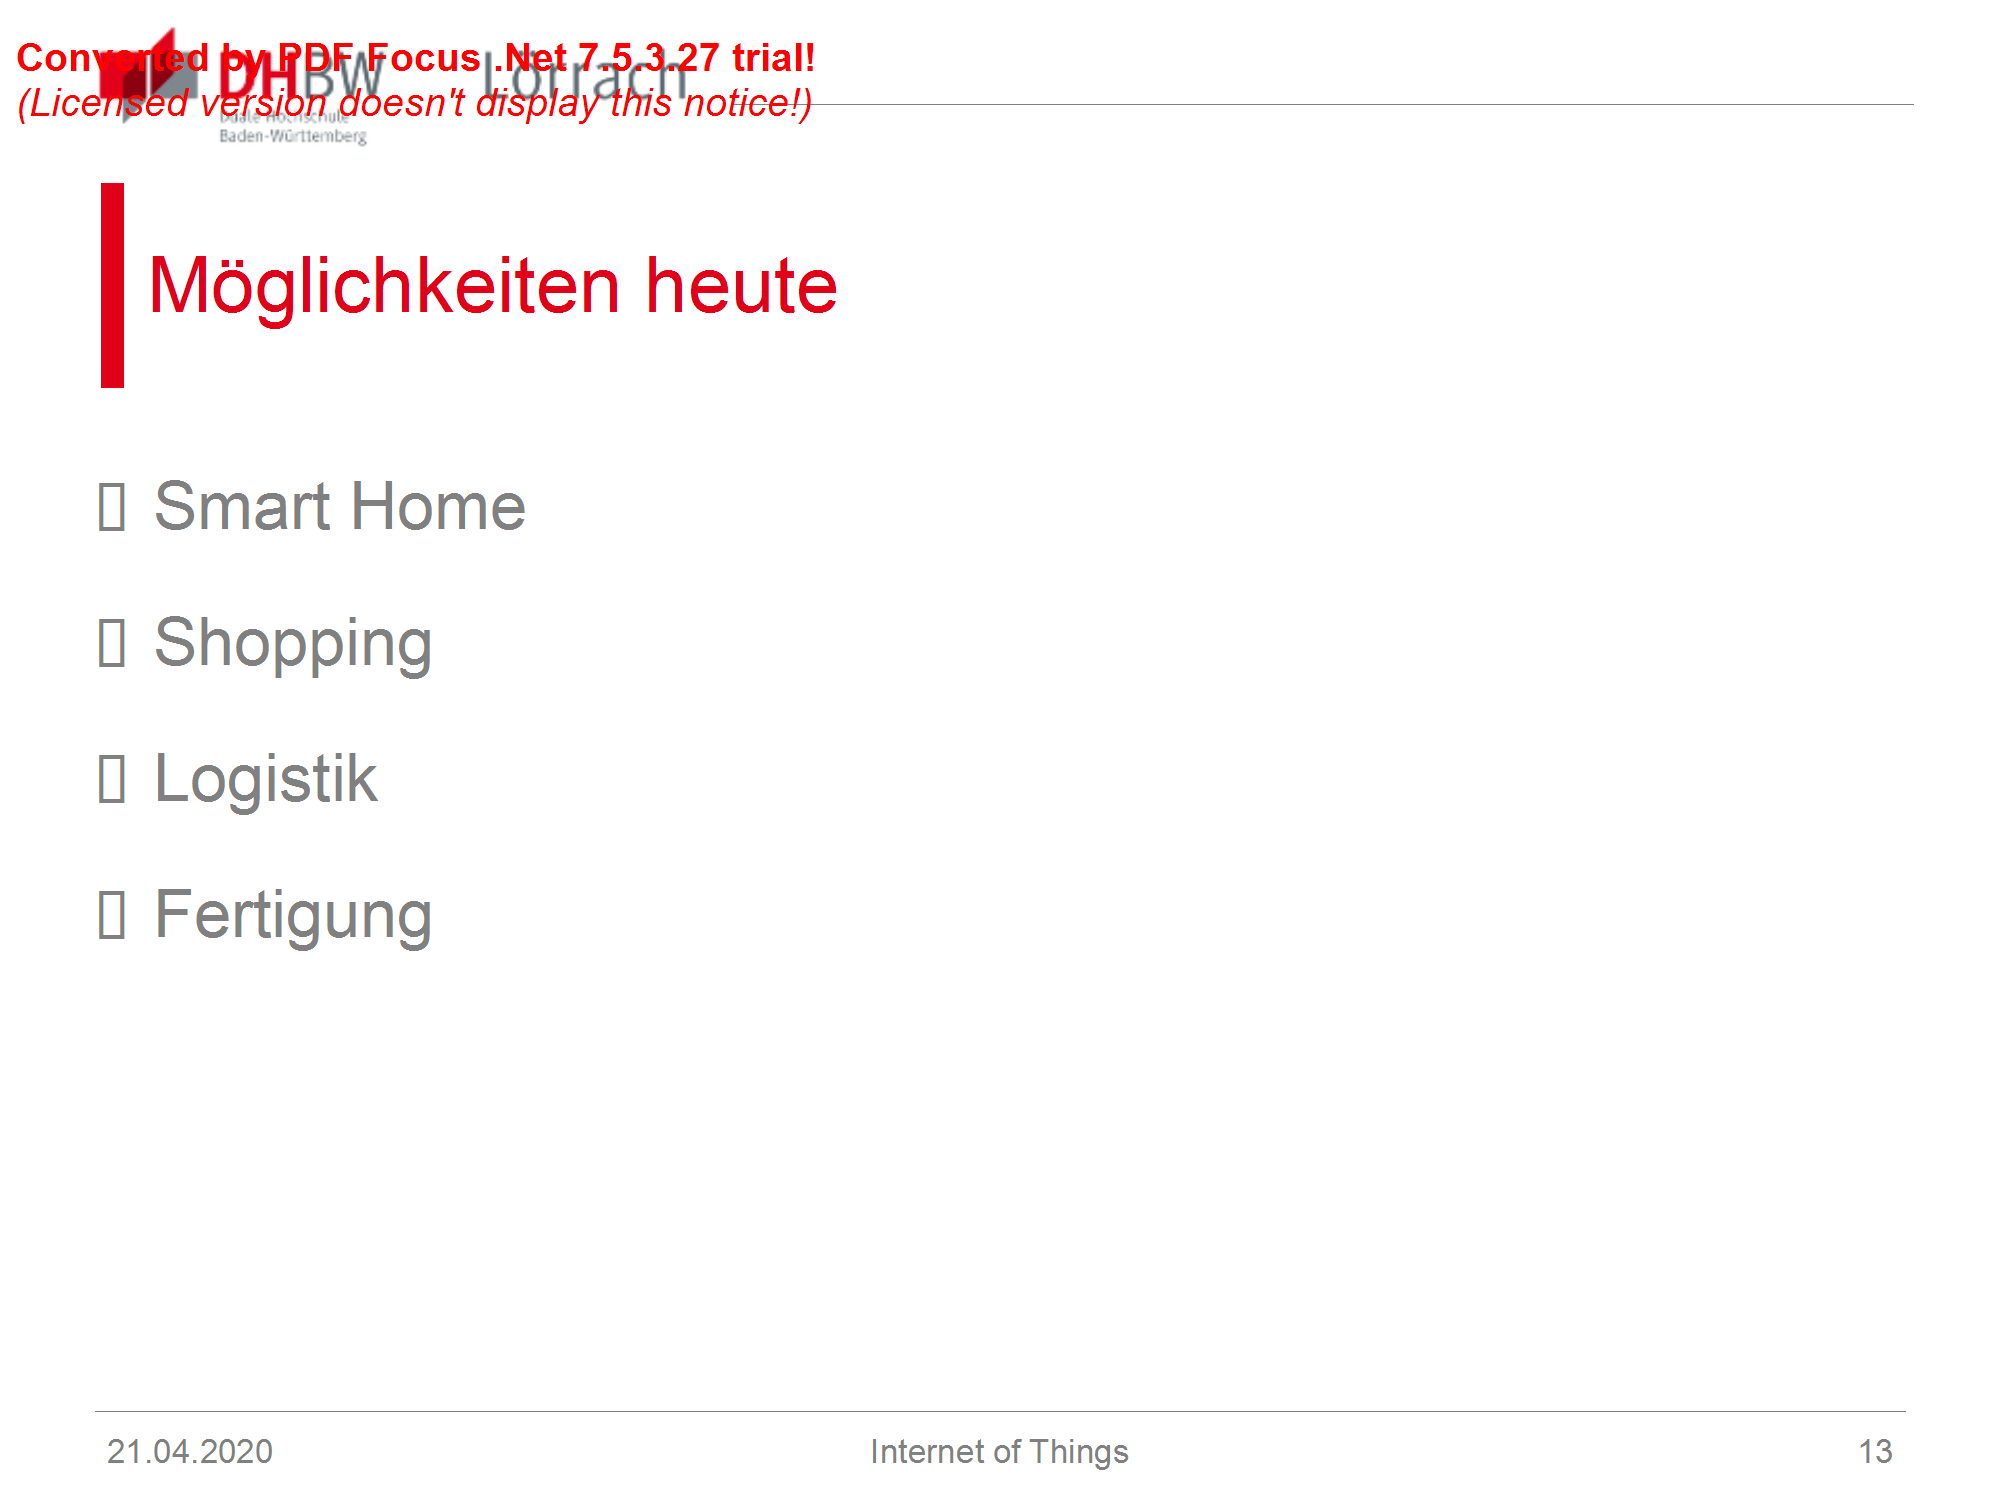 Converted by PDF Focus .Net 7.5.3.27 trial!
(Licensed version doesn't display this notice!)
DHBW Lörrach
Duale Hochschule
Baden-Württemberg
Möglichkeiten heute
Smart Home
Shopping
Logistik
Fertigung
21.04.2020 Internet of Things 13